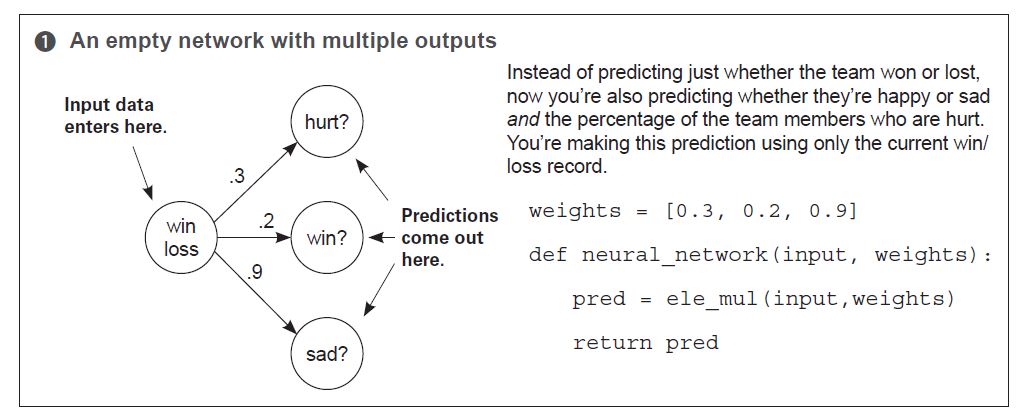 1 An empty network with multiple outputs
Input data
enters here.
hurt?
.3
win
loss
.2
win?
.9
sad?
Predictions
come out
here.
Instead of predicting just whether the team won or lost,
now you're also predicting whether they're happy or sad
and the percentage of the team members who are hurt.
You're making this prediction using only the current win/
loss record.
weights = [0.3, 0.2, 0.9]
def neural_network(input, weights):
pred = ele_mul(input,weights)
return pred